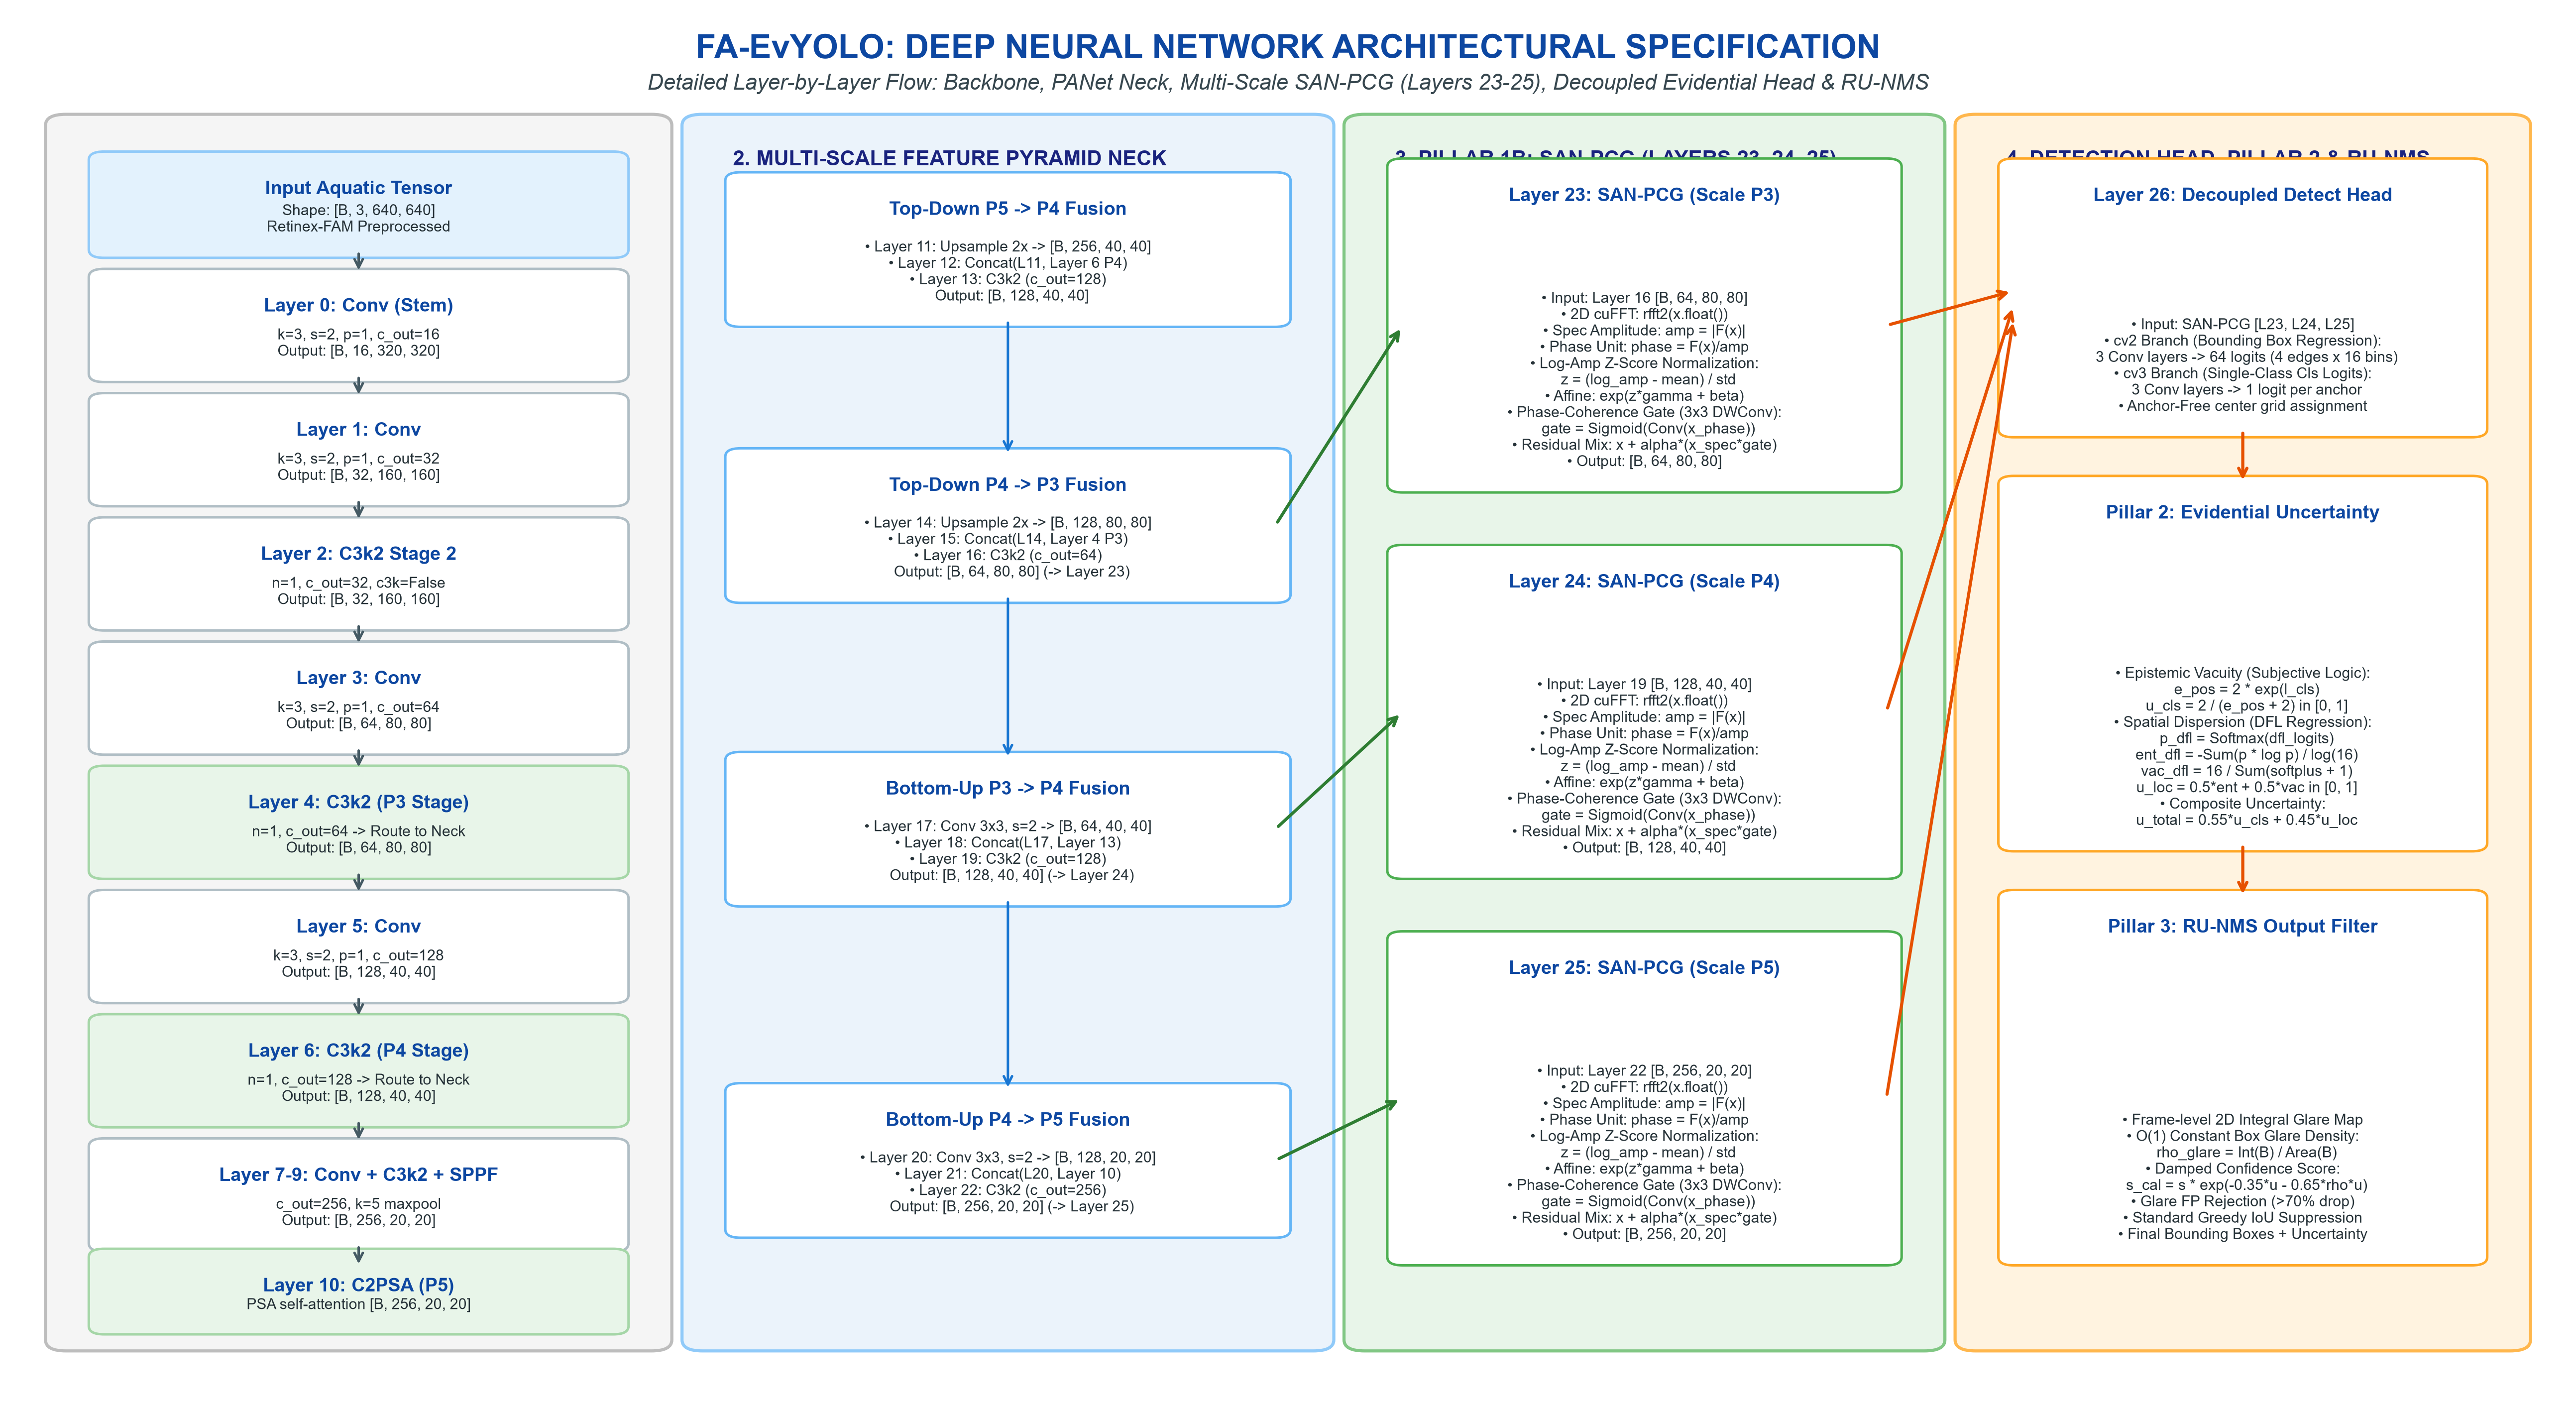 FA-EvYOLO: DEEP NEURAL NETWORK ARCHITECTURAL SPECIFICATION
Detailed Layer-by-Layer Flow: Backbone, PANet Neck, Multi-Scale SAN-PCG (Layers 23-25), Decoupled Evidential Head & RU-NMS
Input Aquatic Tensor
Shape: [B, 3, 640, 640]
Retinex-FAM Preprocessed
Layer 0: Conv (Stem)
k=3, s=2, p=1, c_out=16
Output: [B, 16, 320, 320]
Layer 1: Conv
k=3, s=2, p=1, c_out=32
Output: [B, 32, 160, 160]
Layer 2: C3k2 Stage 2
n=1, c_out=32, c3k=False
Output: [B, 32, 160, 160]
Layer 3: Conv
k=3, s=2, p=1, c_out=64
Output: [B, 64, 80, 80]
Layer 4: C3k2 (P3 Stage)
n=1, c_out=64 -> Route to Neck
Output: [B, 64, 80, 80]
Layer 5: Conv
k=3, s=2, p=1, c_out=128
Output: [B, 128, 40, 40]
Layer 6: C3k2 (P4 Stage)
n=1, c_out=128 -> Route to Neck
Output: [B, 128, 40, 40]
Layer 7-9: Conv + C3k2 + SPPF
c_out=256, k=5 maxpool
Output: [B, 256, 20, 20]
Layer 10: C2PSA (P5)
PSA self-attention [B, 256, 20, 20]
2. MULTI-SCALE FEATURE PYRAMID NECK
Top-Down P5 -> P4 Fusion
• Layer 11: Upsample 2x -> [B, 256, 40, 40]
• Layer 12: Concat(L11, Layer 6 P4)
• Layer 13: C3k2 (c_out=128)
Output: [B, 128, 40, 40]
Top-Down P4 -> P3 Fusion
• Layer 14: Upsample 2x -> [B, 128, 80, 80]
• Layer 15: Concat(L14, Layer 4 P3)
• Layer 16: C3k2 (c_out=64)
Output: [B, 64, 80, 80] (-> Layer 23)
Bottom-Up P3 -> P4 Fusion
• Layer 17: Conv 3x3, s=2 -> [B, 64, 40, 40]
• Layer 18: Concat(L17, Layer 13)
• Layer 19: C3k2 (c_out=128)
Output: [B, 128, 40, 40] (-> Layer 24)
Bottom-Up P4 -> P5 Fusion
• Layer 20: Conv 3x3, s=2 -> [B, 128, 20, 20]
• Layer 21: Concat(L20, Layer 10)
• Layer 22: C3k2 (c_out=256)
Output: [B, 256, 20, 20] (-> Layer 25)
3. PILLAR 1B: SAN-PCG (LAYERS 23, 24, 25)
Layer 23: SAN-PCG (Scale P3)
• Input: Layer 16 [B, 64, 80, 80]
• 2D cuFFT: rfft2(x.float())
• Spec Amplitude: amp = |F(x)|
• Phase Unit: phase = F(x)/amp
• Log-Amp Z-Score Normalization:
z = (log_amp - mean) / std
• Affine: exp(z*gamma + beta)
• Phase-Coherence Gate (3x3 DWConv):
gate = Sigmoid(Conv(x_phase))
• Residual Mix: x + alpha*(x_spec*gate)
• Output: [B, 64, 80, 80]
Layer 24: SAN-PCG (Scale P4)
• Input: Layer 19 [B, 128, 40, 40]
• 2D cuFFT: rfft2(x.float())
• Spec Amplitude: amp = |F(x)|
• Phase Unit: phase = F(x)/amp
• Log-Amp Z-Score Normalization:
z = (log_amp - mean) / std
• Affine: exp(z*gamma + beta)
• Phase-Coherence Gate (3x3 DWConv):
gate = Sigmoid(Conv(x_phase))
• Residual Mix: x + alpha*(x_spec*gate)
• Output: [B, 128, 40, 40]
Layer 25: SAN-PCG (Scale P5)
• Input: Layer 22 [B, 256, 20, 20]
• 2D cuFFT: rfft2(x.float())
• Spec Amplitude: amp = |F(x)|
• Phase Unit: phase = F(x)/amp
• Log-Amp Z-Score Normalization:
z = (log_amp - mean) / std
• Affine: exp(z*gamma + beta)
• Phase-Coherence Gate (3x3 DWConv):
gate = Sigmoid(Conv(x_phase))
• Residual Mix: x + alpha*(x_spec*gate)
• Output: [B, 256, 20, 20]
4. DETECTION HEAD, PILLAR 2 & RU-NMS
Layer 26: Decoupled Detect Head
• Input: SAN-PCG [L23, L24, L25]
• cv2 Branch (Bounding Box Regression):
3 Conv layers -> 64 logits (4 edges x 16 bins)
• cv3 Branch (Single-Class Cls Logits):
3 Conv layers -> 1 logit per anchor
• Anchor-Free center grid assignment
Pillar 2: Evidential Uncertainty
• Epistemic Vacuity (Subjective Logic):
e_pos = 2 * exp(l_cls)
u_cls = 2 / (e_pos + 2) in [0, 1]
• Spatial Dispersion (DFL Regression):
p_dfl = Softmax(dfl_logits)
ent_dfl = -Sum(p * log p) / log(16)
vac_dfl = 16 / Sum(softplus + 1)
u_loc = 0.5*ent + 0.5*vac in [0, 1]
• Composite Uncertainty:
u_total = 0.55*u_cls + 0.45*u_loc
Pillar 3: RU-NMS Output Filter
• Frame-level 2D Integral Glare Map
• O(1) Constant Box Glare Density:
rho_glare = Int(B) / Area(B)
• Damped Confidence Score:
s_cal = s * exp(-0.35*u - 0.65*rho*u)
• Glare FP Rejection (>70% drop)
• Standard Greedy IoU Suppression
• Final Bounding Boxes + Uncertainty